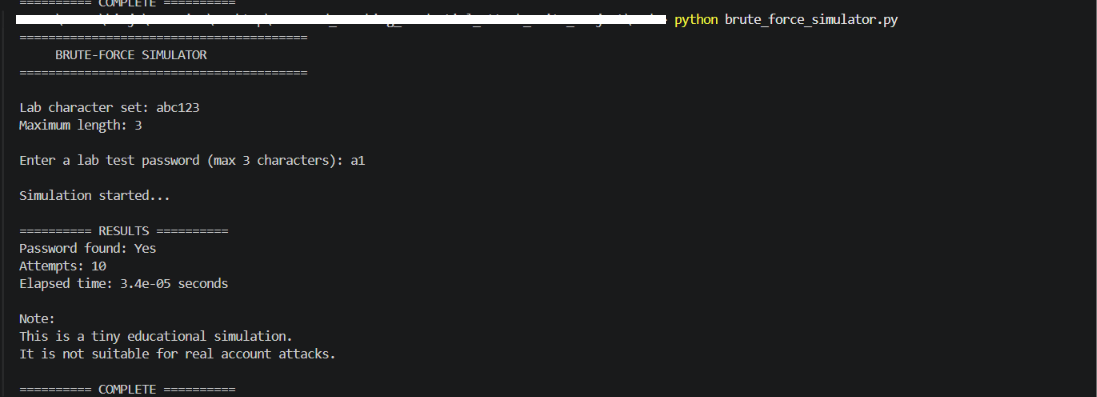 ========== COMPLETE ==========
python brute_force_simulator.py
========================================
BRUTE-FORCE SIMULATOR
========================================
Lab character set: abc123
Maximum length: 3
Enter a lab test password (max 3 characters): a1
Simulation started...
========== RESULTS ==========
Password found: Yes
Attempts: 10
Elapsed time: 3.4e-05 seconds
Note:
This is a tiny educational simulation.
It is not suitable for real account attacks.
========== COMPLETE ==========